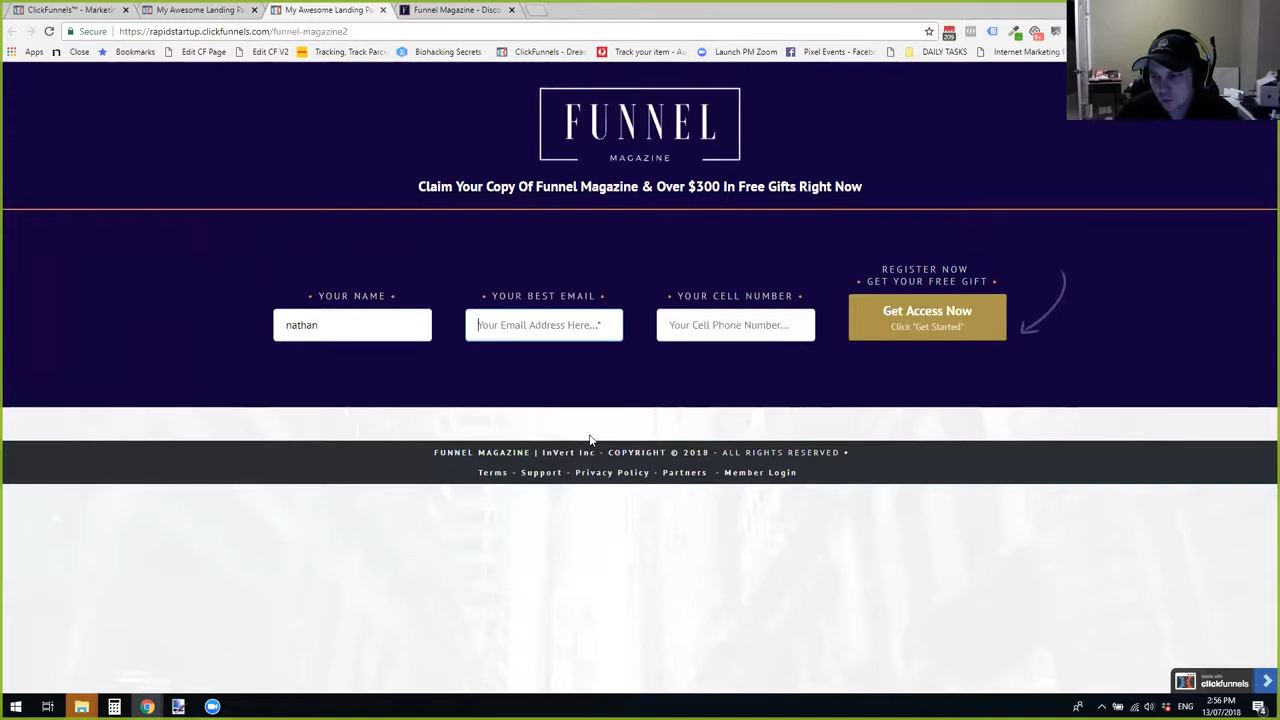 ClickFunnels™ - Marketin
My Awesome Landing Pa
My Awesome Landing Pa
Funnel Magazine - Disco
Secure
https://rapidstartup.clickfunnels.com/funnel-magazine2
209
Apps
Close
Bookmarks
Edit CF Page
Edit CF V2
Tracking, Track Parce
Biohacking Secrets
ClickFunnels – Dream
Track your item - Au
Launch PM Zoom
Pixel Events - Faceb
DAILY TASKS
Internet Marketing
FUNNEL
MAGAZINE
Claim Your Copy Of Funnel Magazine & Over $300 In Free Gifts Right Now
• YOUR NAME •
nathan
• YOUR BEST EMAIL •
Your Email Address Here...*
• YOUR CELL NUMBER •
Your Cell Phone Number...
REGISTER NOW
• GET YOUR FREE GIFT •
Get Access Now
Click "Get Started"
FUNNEL MAGAZINE | InVert Inc - COPYRIGHT © 2018 - ALL RIGHTS RESERVED •
Terms - Support - Privacy Policy - Partners - Member Login
made with
clickfunnels
ENG
2:56 PM
13/07/2018